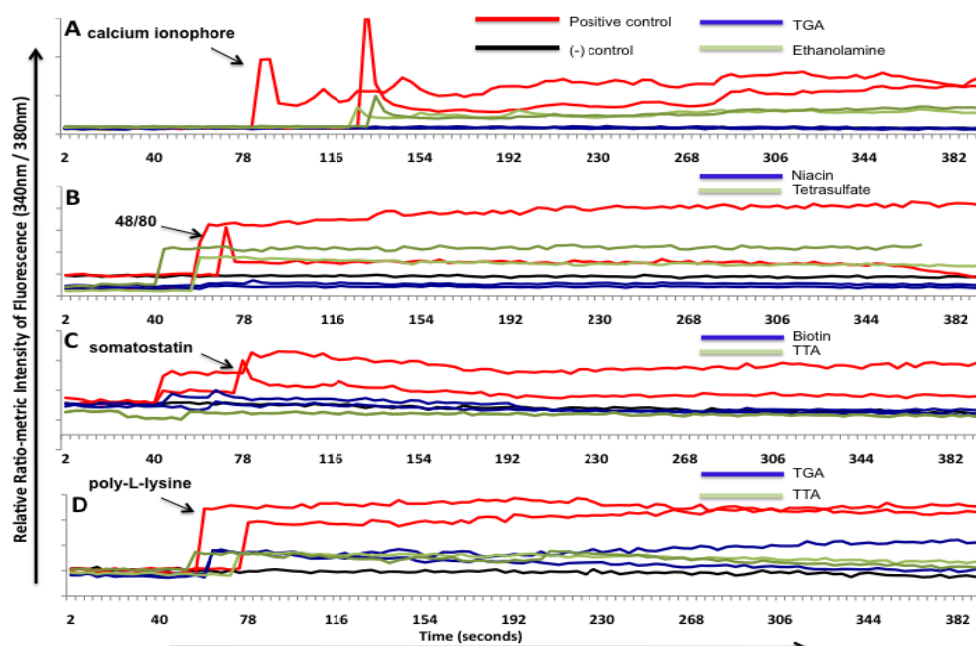 Relative Ratio-metric Intensity of Fluorescence (340nm / 380nm)
A
calcium ionophore
Positive control
TGA
(-) control
Ethanolamine
2 40 78 116 154 192 230 268 306 344 382
B
48/80
Niacin
Tetrasulfate
2 40 78 116 154 192 230 268 306 344 382
C
somatostatin
Biotin
TTA
2 40 78 116 154 192 230 268 306 344 382
D
poly-L-lysine
TGA
TTA
2 40 78 116 154 192 230 268 306 344 382
Time (seconds)